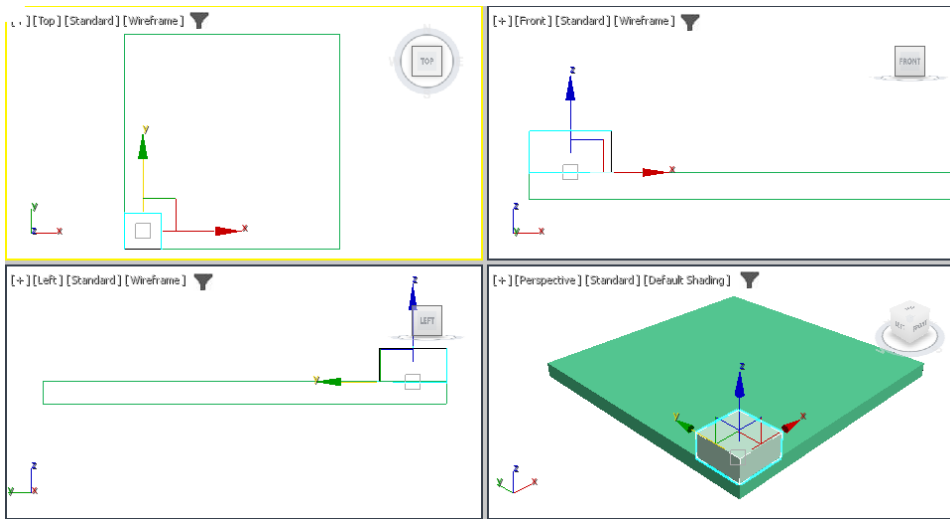 [Top] [Standard] [Wireframe]
TOP
y
x
y
z
x
[+] [Front] [Standard] [Wireframe]
FRONT
z
x
z
y
x
[+] [Left] [Standard] [Wireframe]
LEFT
z
y
z
y
x
[+] [Perspective] [Standard] [Default Shading]
z
y
x
z
y
x